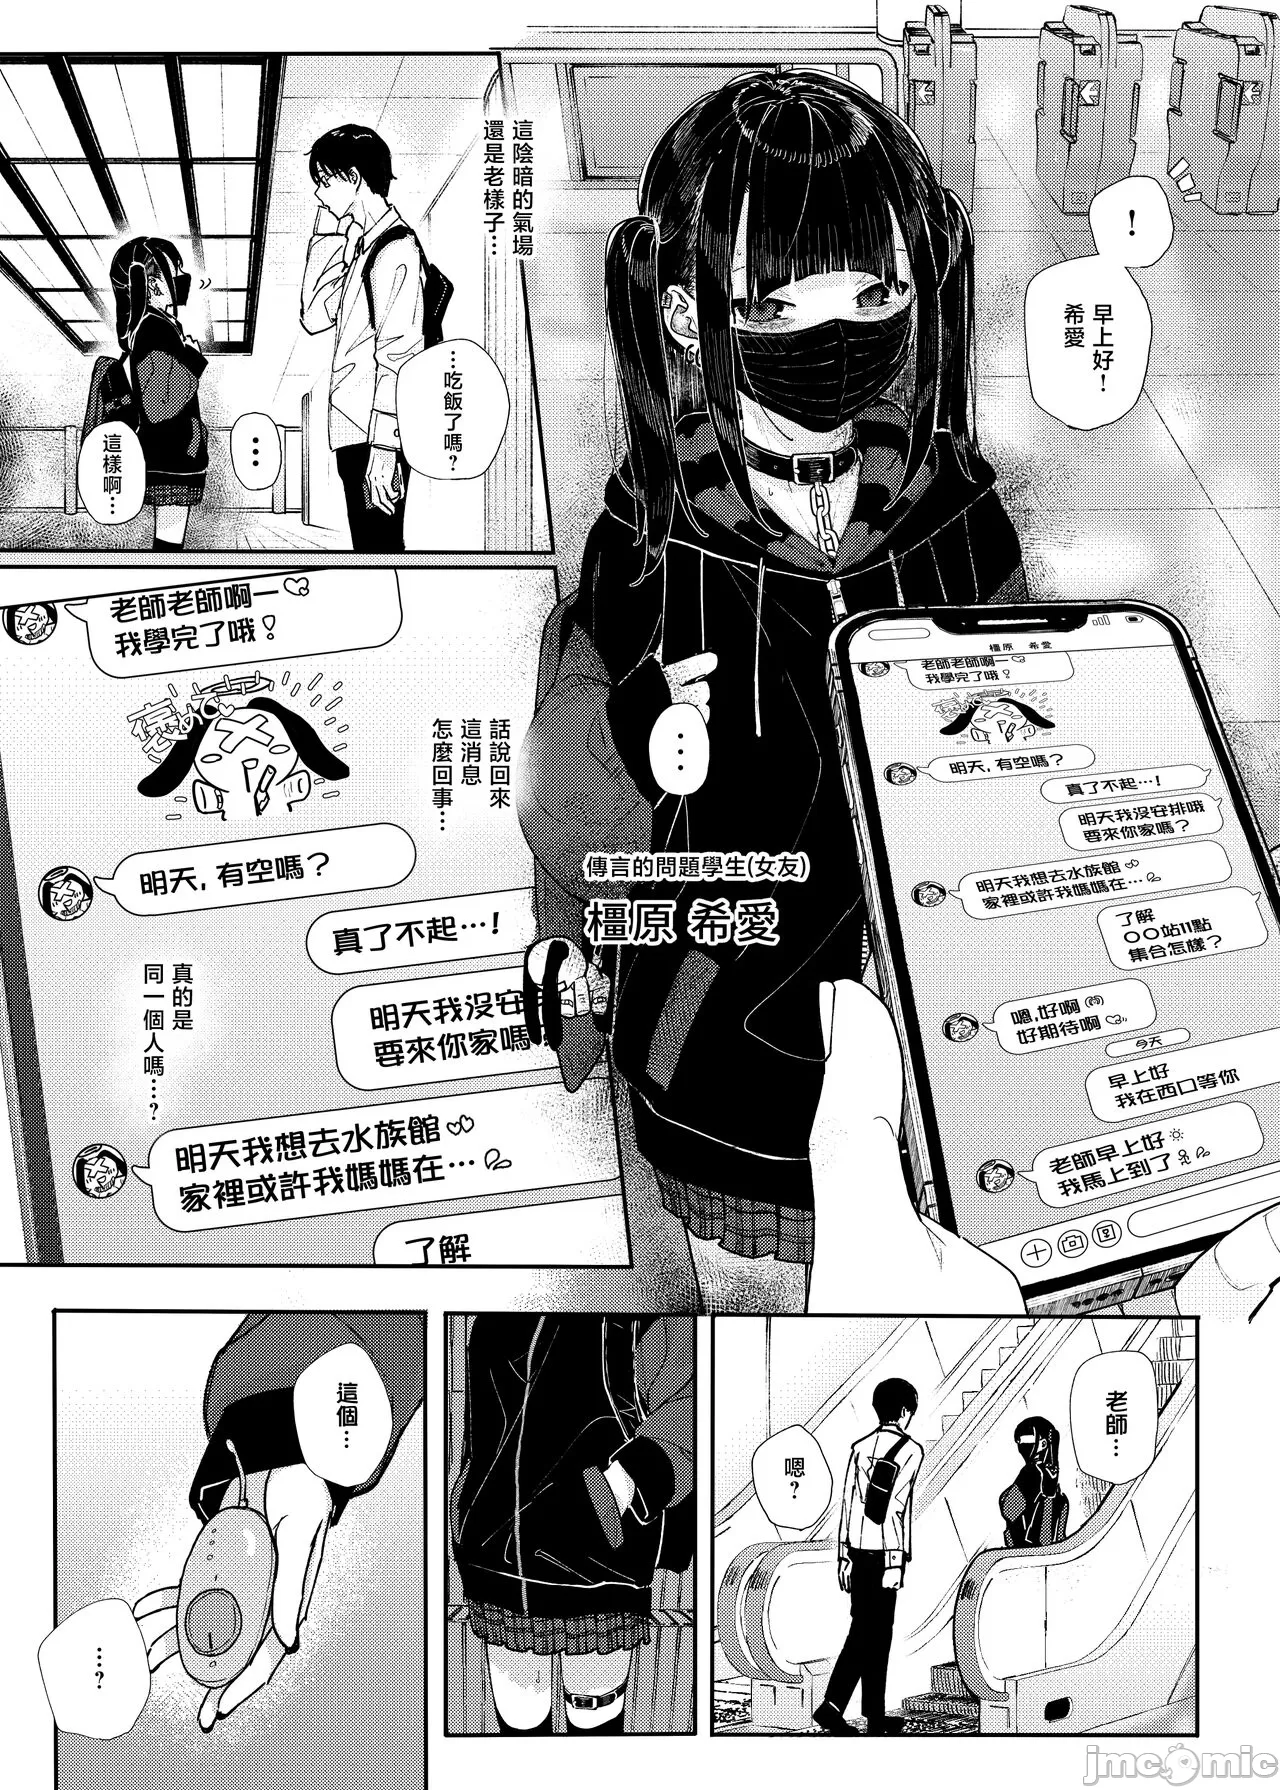 ！
早上好！
希愛
這陰暗的氣場
還是老樣子…
…吃飯了嗎？
…
這樣啊…
老師老師啊一
我學完了哦！
褒めて
明天，有空嗎？
真了不起…！
明天我沒安
要來你家嗎
明天我想去水族館
家裡或許我媽媽在…
了解
話說回來
這消息
怎麼回事…
真的是
同一個人嗎…？
…
傳言的問題學生(女友)
橿原 希愛
橿原 希愛
老師老師啊一
我學完了哦！
明天，有空嗎？
真了不起…！
明天我沒安排哦
要來你家嗎？
明天我想去水族館
家裡或許我媽媽在…
了解
〇〇站11點
集合怎樣？
嗯，好啊
好期待啊
今天
早上好
我在西口等你
老師早上好
我馬上到了
老師…
嗯？
這個…
…？
jmcomic